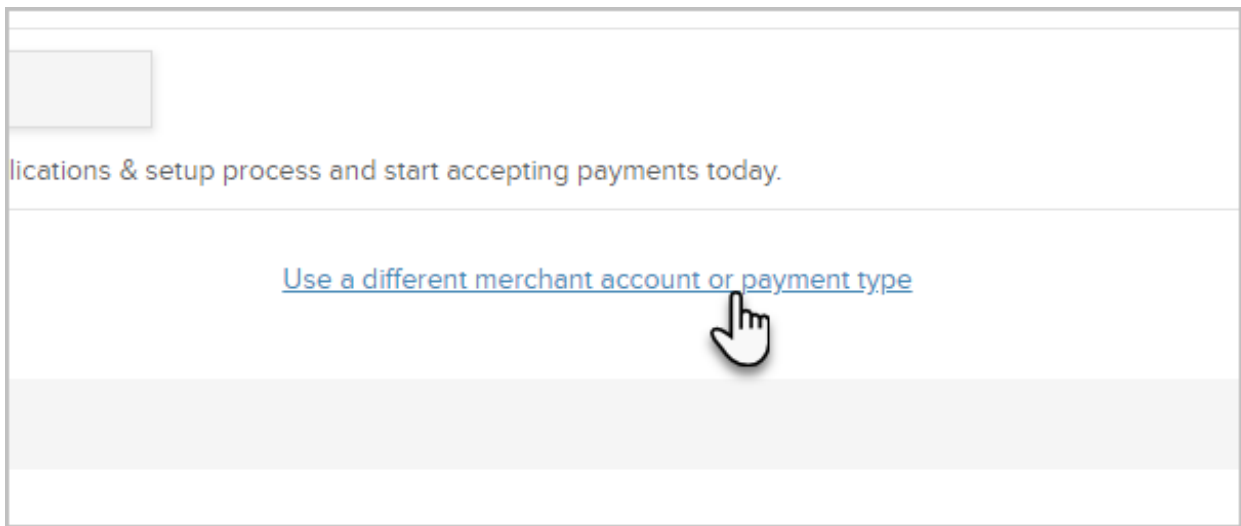 lications & setup process and start accepting payments today.
Use a different merchant account or payment type